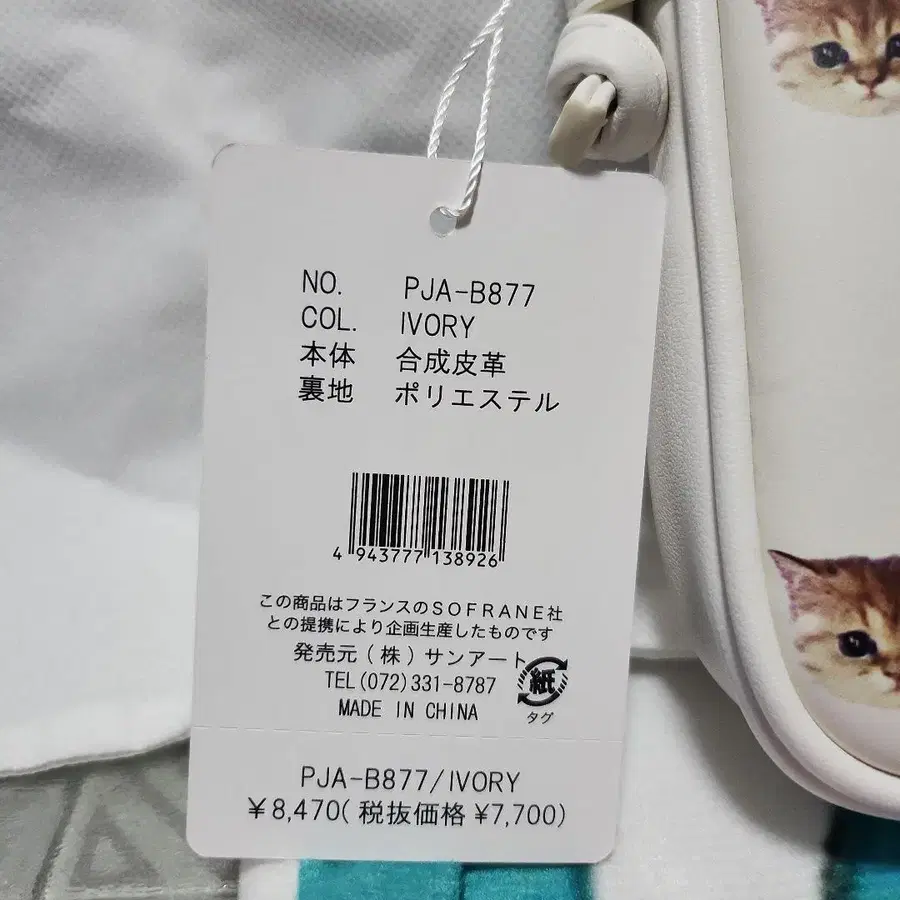 NO. PJA-B877
COL. IVORY
本体 合成皮革
裏地 ポリエステル
4 943777 138926
この商品はフランスのSOFRANE社
との提携により企画生産したものです
発売元(株)サンアート
TEL(072)331-8787
MADE IN CHINA
紙
タグ
PJA-B877/IVORY
¥8,470(税抜価格 ¥7,700)